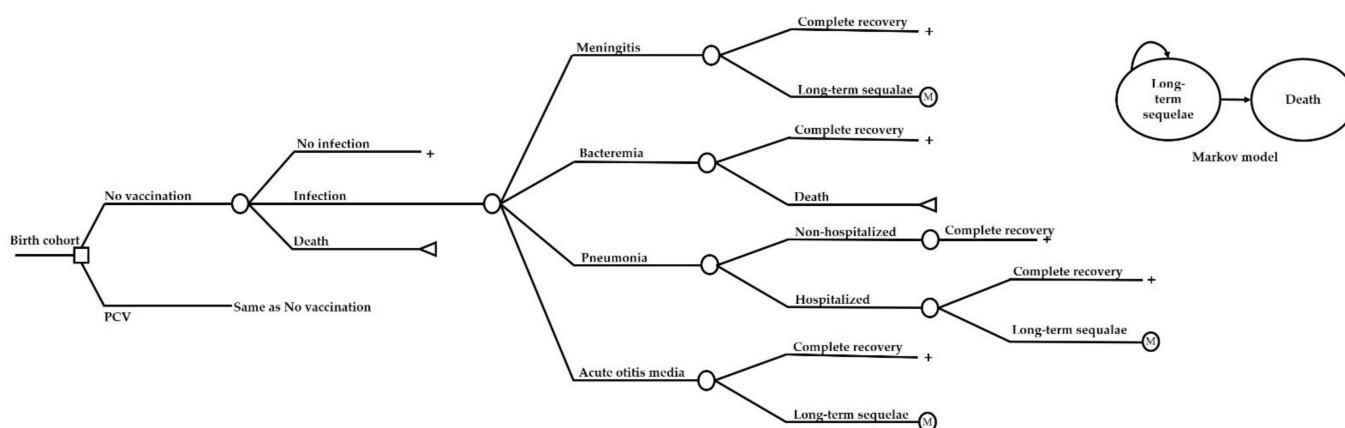 Birth cohort
No vaccination
PCV
Same as No vaccination
No infection
+
Infection
Death
Meningitis
Complete recovery
+
Long-term sequalae
M
Bacteremia
Complete recovery
+
Death
Pneumonia
Non-hospitalized
Complete recovery
+
Hospitalized
Complete recovery
+
Long-term sequalae
M
Acute otitis media
Complete recovery
+
Long-term sequelae
M
Long-
term
sequelae
Death
Markov model